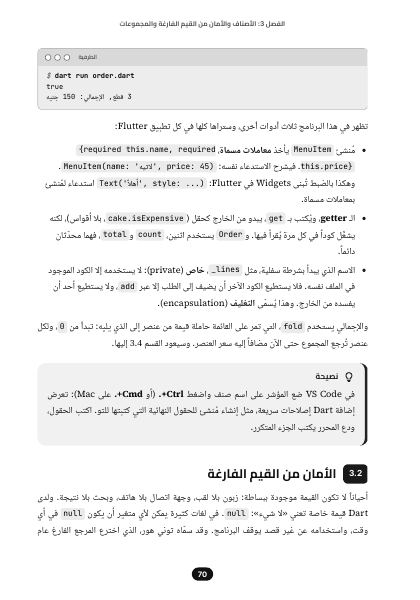 الفصل 3: الأصناف والأمان من القيم الفارغة والمجموعات
الطرفية
$ dart run order.dart
true
3 قطع، الإجمالي: 150 جنيه
تظهر في هذا البرنامج ثلاث أدوات أخرى، وستراها كلها في كل تطبيق Flutter:
• مُنشئ MenuItem يأخذ معاملات مسماة، {required this.name, required
this.price}. فيشرح الاستدعاء نفسه: MenuItem(name: 'لاتيه', price: 45).
وهكذا بالضبط تُبنى Widgets في Flutter: Text('أهلًا', style: ...) استدعاء لمُنشئ
بمعاملات مسماة.
• الـ getter، ويُكتب بـ get، يبدو من الخارج كحقل (cake.isExpensive، بلا أقواس)، لكنه
يشغّل كودًا في كل مرة يُقرأ فيها. و Order يستخدم اثنين، count و total، فهما محدّثان
دائمًا.
• الاسم الذي يبدأ بشرطة سفلية، مثل _lines، خاص (private): لا يستخدمه إلا الكود الموجود
في الملف نفسه. فلا يستطيع الكود الآخر أن يضيف إلى الطلب إلا عبر add، ولا يستطيع أحد أن
يفسده من الخارج. وهذا يُسمّى التغليف (encapsulation).
والإجمالي يستخدم fold، التي تمر على القائمة حاملة قيمة من عنصر إلى الذي يليه: تبدأ من 0، ولكل
عنصر تُرجع المجموع حتى الآن مضافًا إليه سعر العنصر. وسيعود القسم 3.4 إليها.
نصيحة
في VS Code ضع المؤشر على اسم صنف واضغط Ctrl+. (أو Cmd+. على Mac): تعرض
إضافة Dart إصلاحات سريعة، مثل إنشاء مُنشئ للحقول النهائية التي كتبتها للتو. اكتب الحقول،
ودع المحرر يكتب الجزء المتكرر.
3.2 الأمان من القيم الفارغة
أحيانًا لا تكون القيمة موجودة ببساطة: زبون بلا لقب، وجهة اتصال بلا هاتف، وبحث بلا نتيجة. ولدى
Dart قيمة خاصة تعني «لا شيء»: null. في لغات كثيرة يمكن لأي متغير أن يكون null في أي
وقت، واستخدامه عن غير قصد يوقف البرنامج. وقد سمّاه توني هور، الذي اخترع المرجع الفارغ عام
70